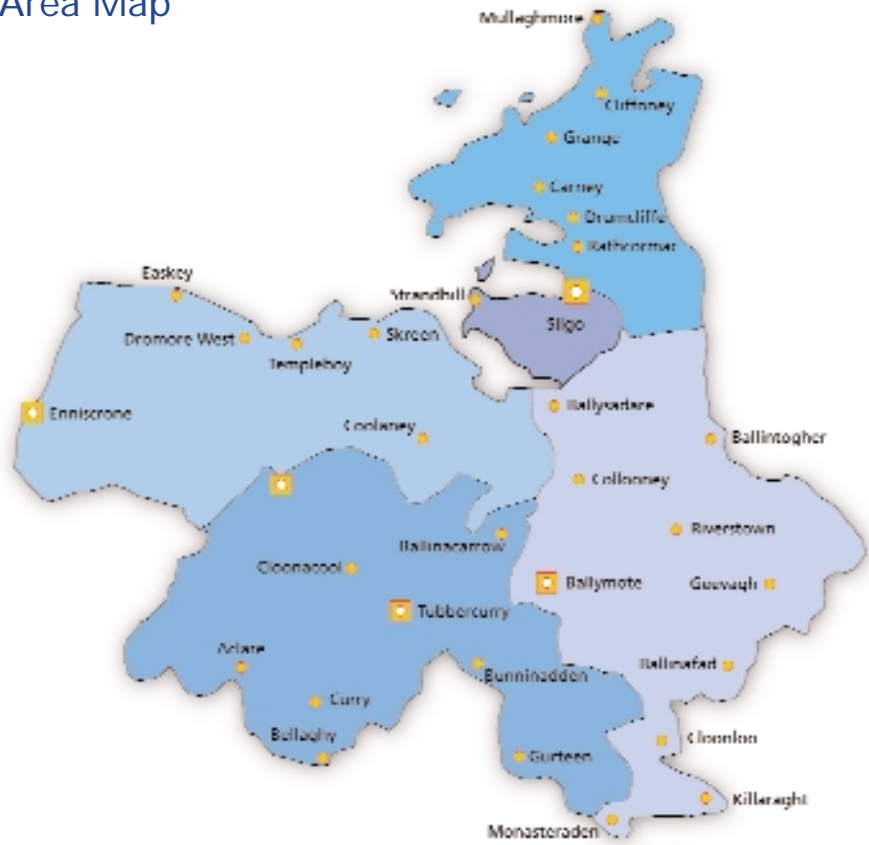 Area Map
Mullaghmore
Cliffoney
Grange
Carney
Drumcliffe
Rathcormac
Easkey
Strandhill
Sligo
Dromore West
Skreen
Templeboy
Enniscrone
Ballysadare
Coolaney
Ballintogher
Collooney
Riverstown
Ballinacarrow
Cloonacool
Ballymote
Geevagh
Tubbercurry
Aclare
Ballinafad
Bunninadden
Curry
Bellaghy
Cloonloo
Gurteen
Killaraght
Monasteraden